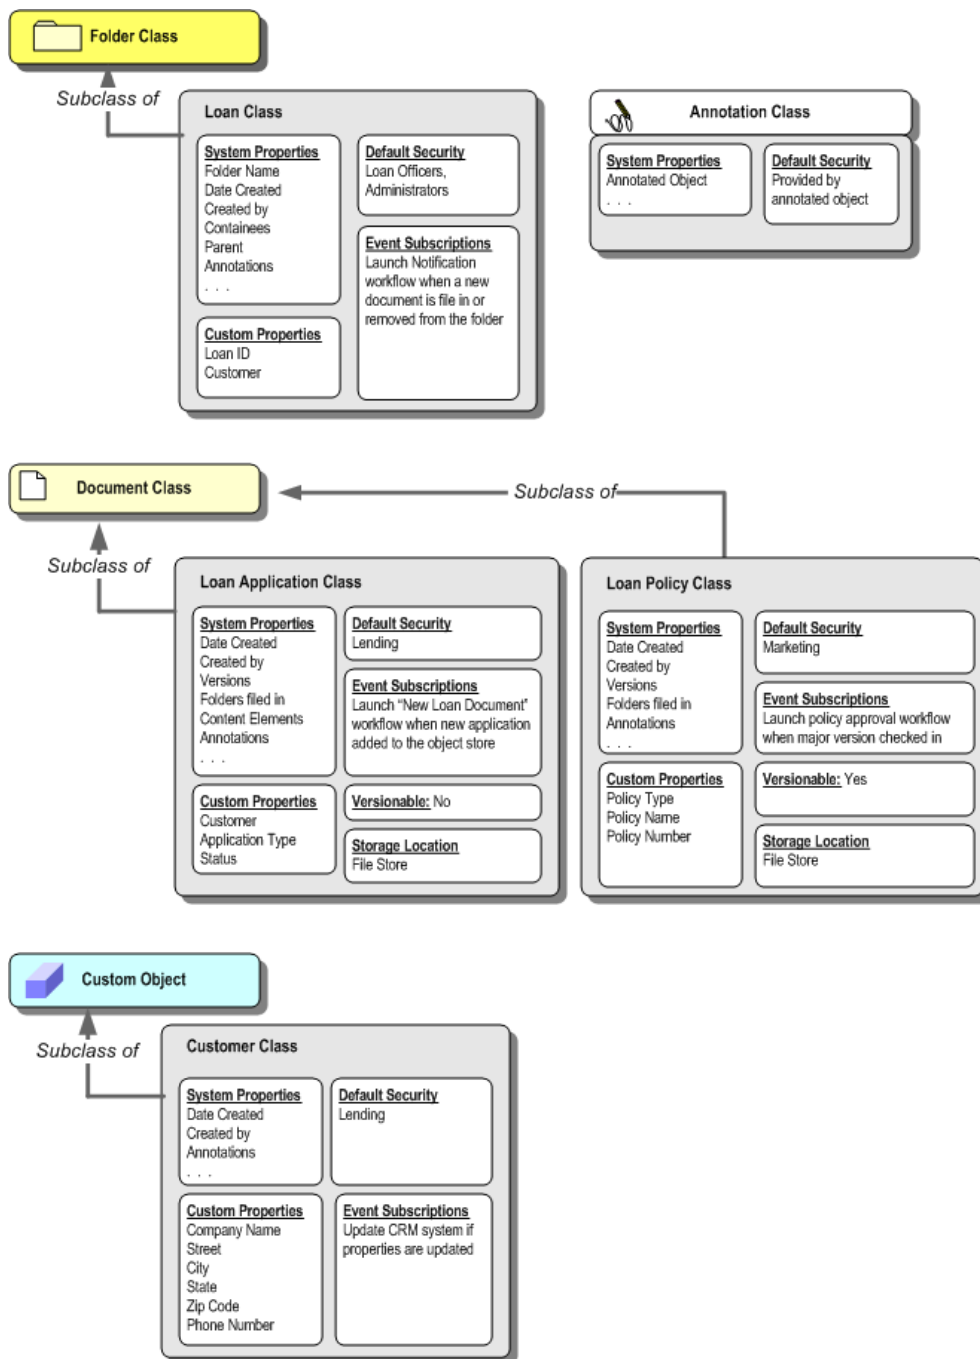 Folder Class
Subclass of
Loan Class
System Properties
Folder Name
Date Created
Created by
Containees
Parent
Annotations
. . .
Custom Properties
Loan ID
Customer
Default Security
Loan Officers,
Administrators
Event Subscriptions
Launch Notification
workflow when a new
document is file in or
removed from the folder
Annotation Class
System Properties
Annotated Object
. . .
Default Security
Provided by
annotated object
Document Class
Subclass of
Subclass of
Loan Application Class
System Properties
Date Created
Created by
Versions
Folders filed in
Content Elements
Annotations
. . .
Custom Properties
Customer
Application Type
Status
Default Security
Lending
Event Subscriptions
Launch “New Loan Document”
workflow when new application
added to the object store
Versionable: No
Storage Location
File Store
Loan Policy Class
System Properties
Date Created
Created by
Versions
Folders filed in
Annotations
. . .
Custom Properties
Policy Type
Policy Name
Policy Number
Default Security
Marketing
Event Subscriptions
Launch policy approval workflow
when major version checked in
Versionable: Yes
Storage Location
File Store
Custom Object
Subclass of
Customer Class
System Properties
Date Created
Created by
Annotations
. . .
Custom Properties
Company Name
Street
City
State
Zip Code
Phone Number
Default Security
Lending
Event Subscriptions
Update CRM system if
properties are updated